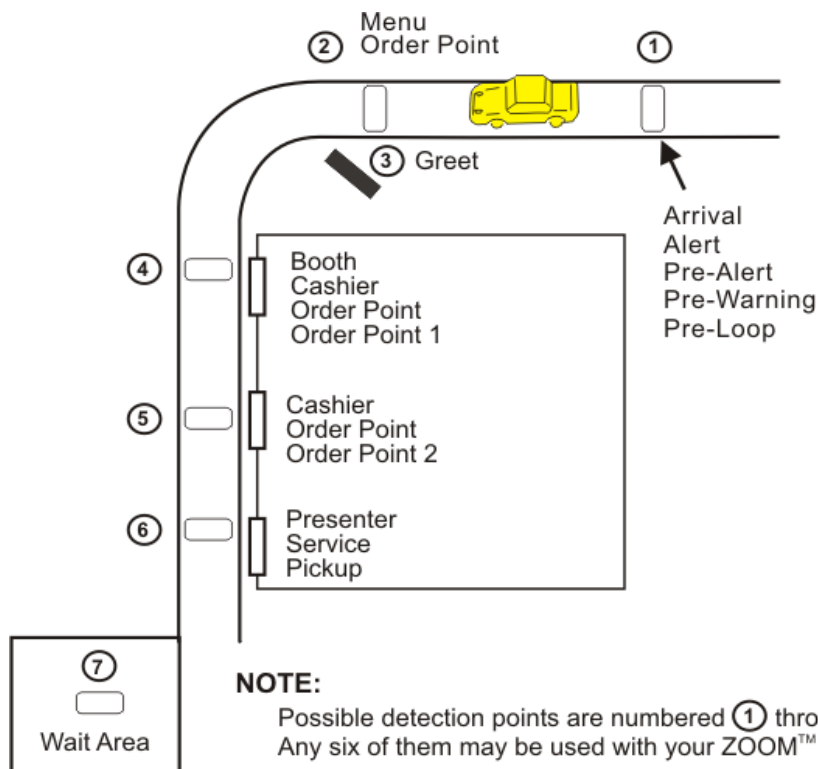 Menu
② Order Point
①
③ Greet
Arrival
Alert
Pre-Alert
Pre-Warning
Pre-Loop
④
Booth
Cashier
Order Point
Order Point 1
⑤
Cashier
Order Point
Order Point 2
⑥
Presenter
Service
Pickup
⑦
Wait Area
NOTE:
Possible detection points are numbered ① thro
Any six of them may be used with your ZOOM™